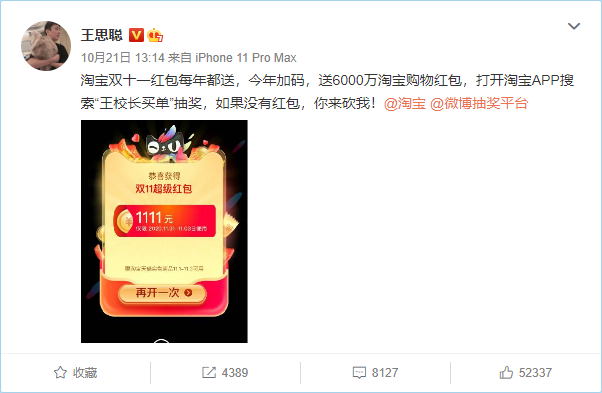 王思聪
10月21日 13:14 来自 iPhone 11 Pro Max
淘宝双十一红包每年都送，今年加码，送6000万淘宝购物红包，打开淘宝APP搜
索“王校长买单”抽奖，如果没有红包，你来砍我！@淘宝 @微博抽奖平台
恭喜获得
双11超级红包
1111元
再开一次
收藏
4389
8127
52337